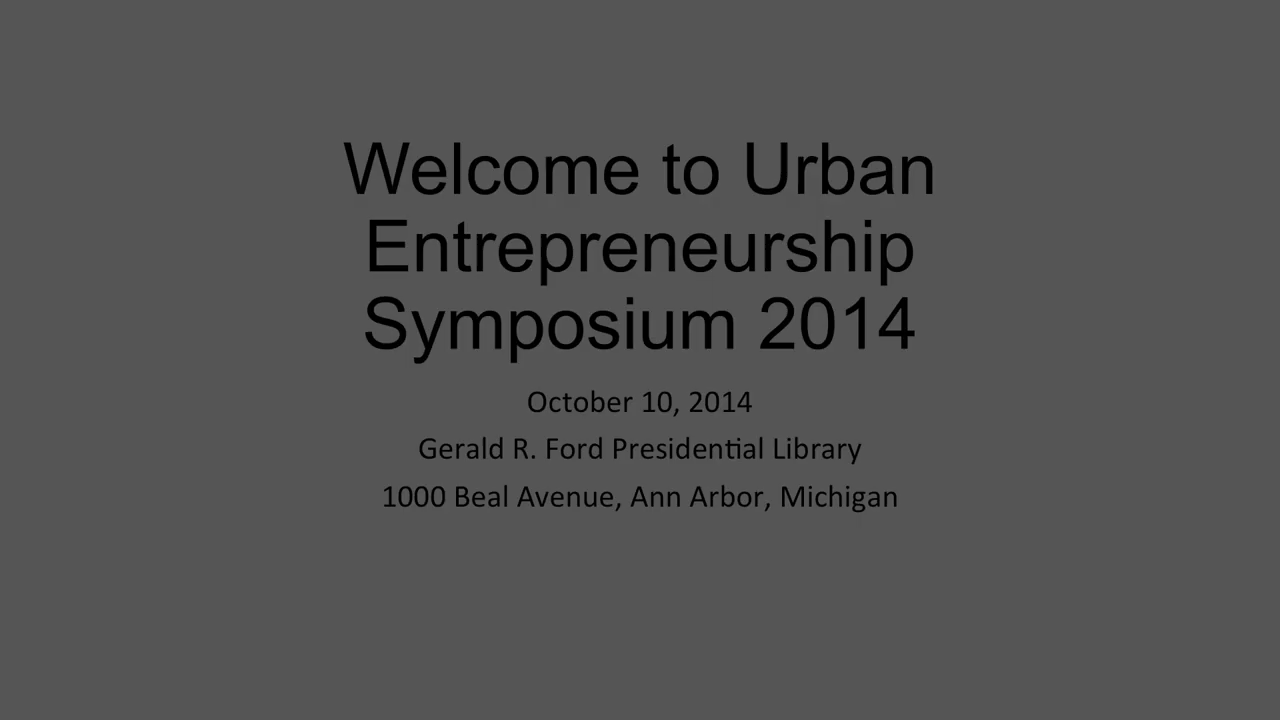 Welcome to Urban
Entrepreneurship
Symposium 2014
October 10, 2014
Gerald R. Ford Presidential Library
1000 Beal Avenue, Ann Arbor, Michigan